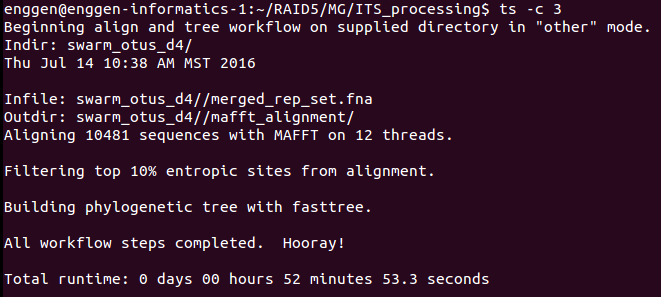 enggen@enggen-informatics-1:~/RAID5/MG/ITS_processing$ ts -c 3
Beginning align and tree workflow on supplied directory in "other" mode.
Indir: swarm_otus_d4/
Thu Jul 14 10:38 AM MST 2016
Infile: swarm_otus_d4//merged_rep_set.fna
Outdir: swarm_otus_d4//mafft_alignment/
Aligning 10481 sequences with MAFFT on 12 threads.
Filtering top 10% entropic sites from alignment.
Building phylogenetic tree with fasttree.
All workflow steps completed.  Hooray!
Total runtime: 0 days 00 hours 52 minutes 53.3 seconds